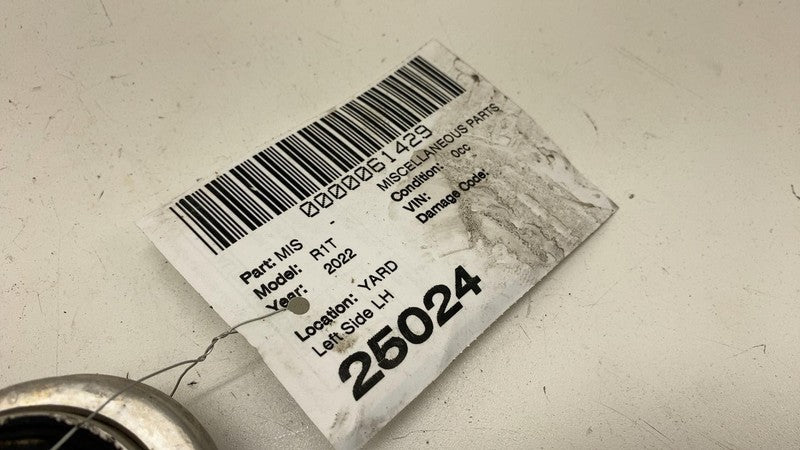 0000061429
Part: MIS
MISCELLANEOUS PARTS
Model: R1T
Condition: 0cc
Year: 2022
VIN:
Damage Code:
Location: YARD
Left Side LH
25024